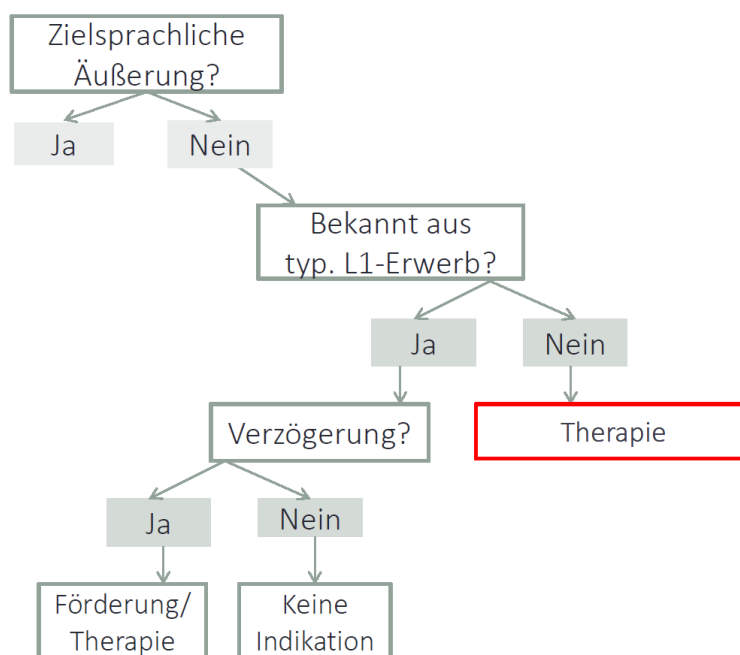 Zielsprachliche
Äußerung?
Ja
Nein
Bekannt aus
typ. L1-Erwerb?
Ja
Nein
Verzögerung?
Therapie
Ja
Nein
Förderung/
Therapie
Keine
Indikation